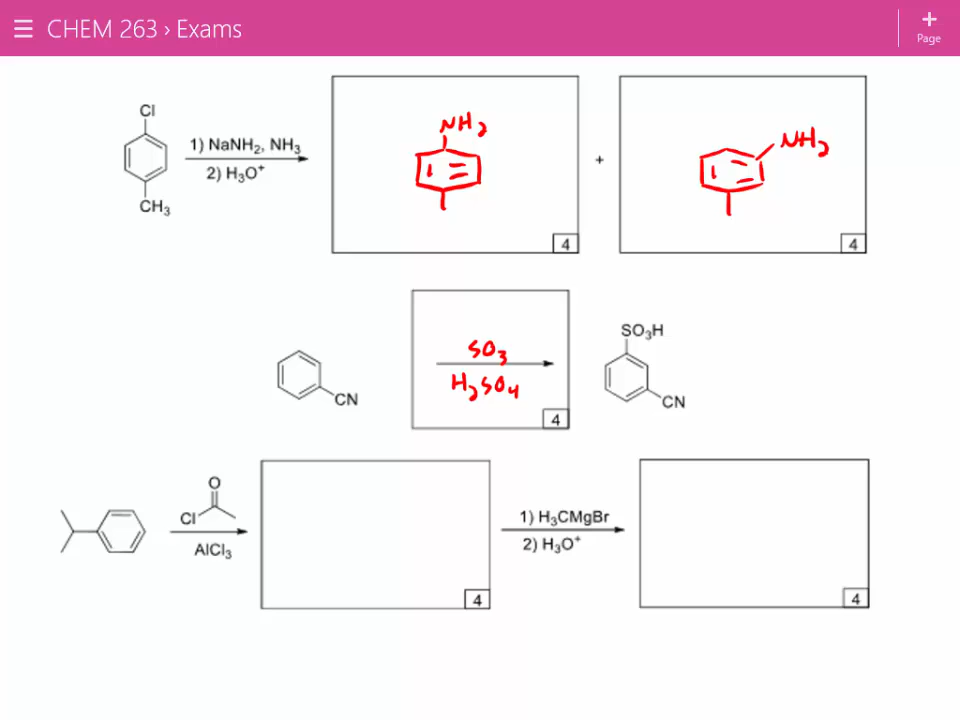 ☰ CHEM 263 › Exams
+
Page
Cl
1) NaNH₂, NH₃
2) H₃O⁺
CH₃
NH₂
4
+
NH₂
4
CN
SO₃
H₂SO₄
4
SO₃H
CN
O
Cl
AlCl₃
4
1) H₃CMgBr
2) H₃O⁺
4